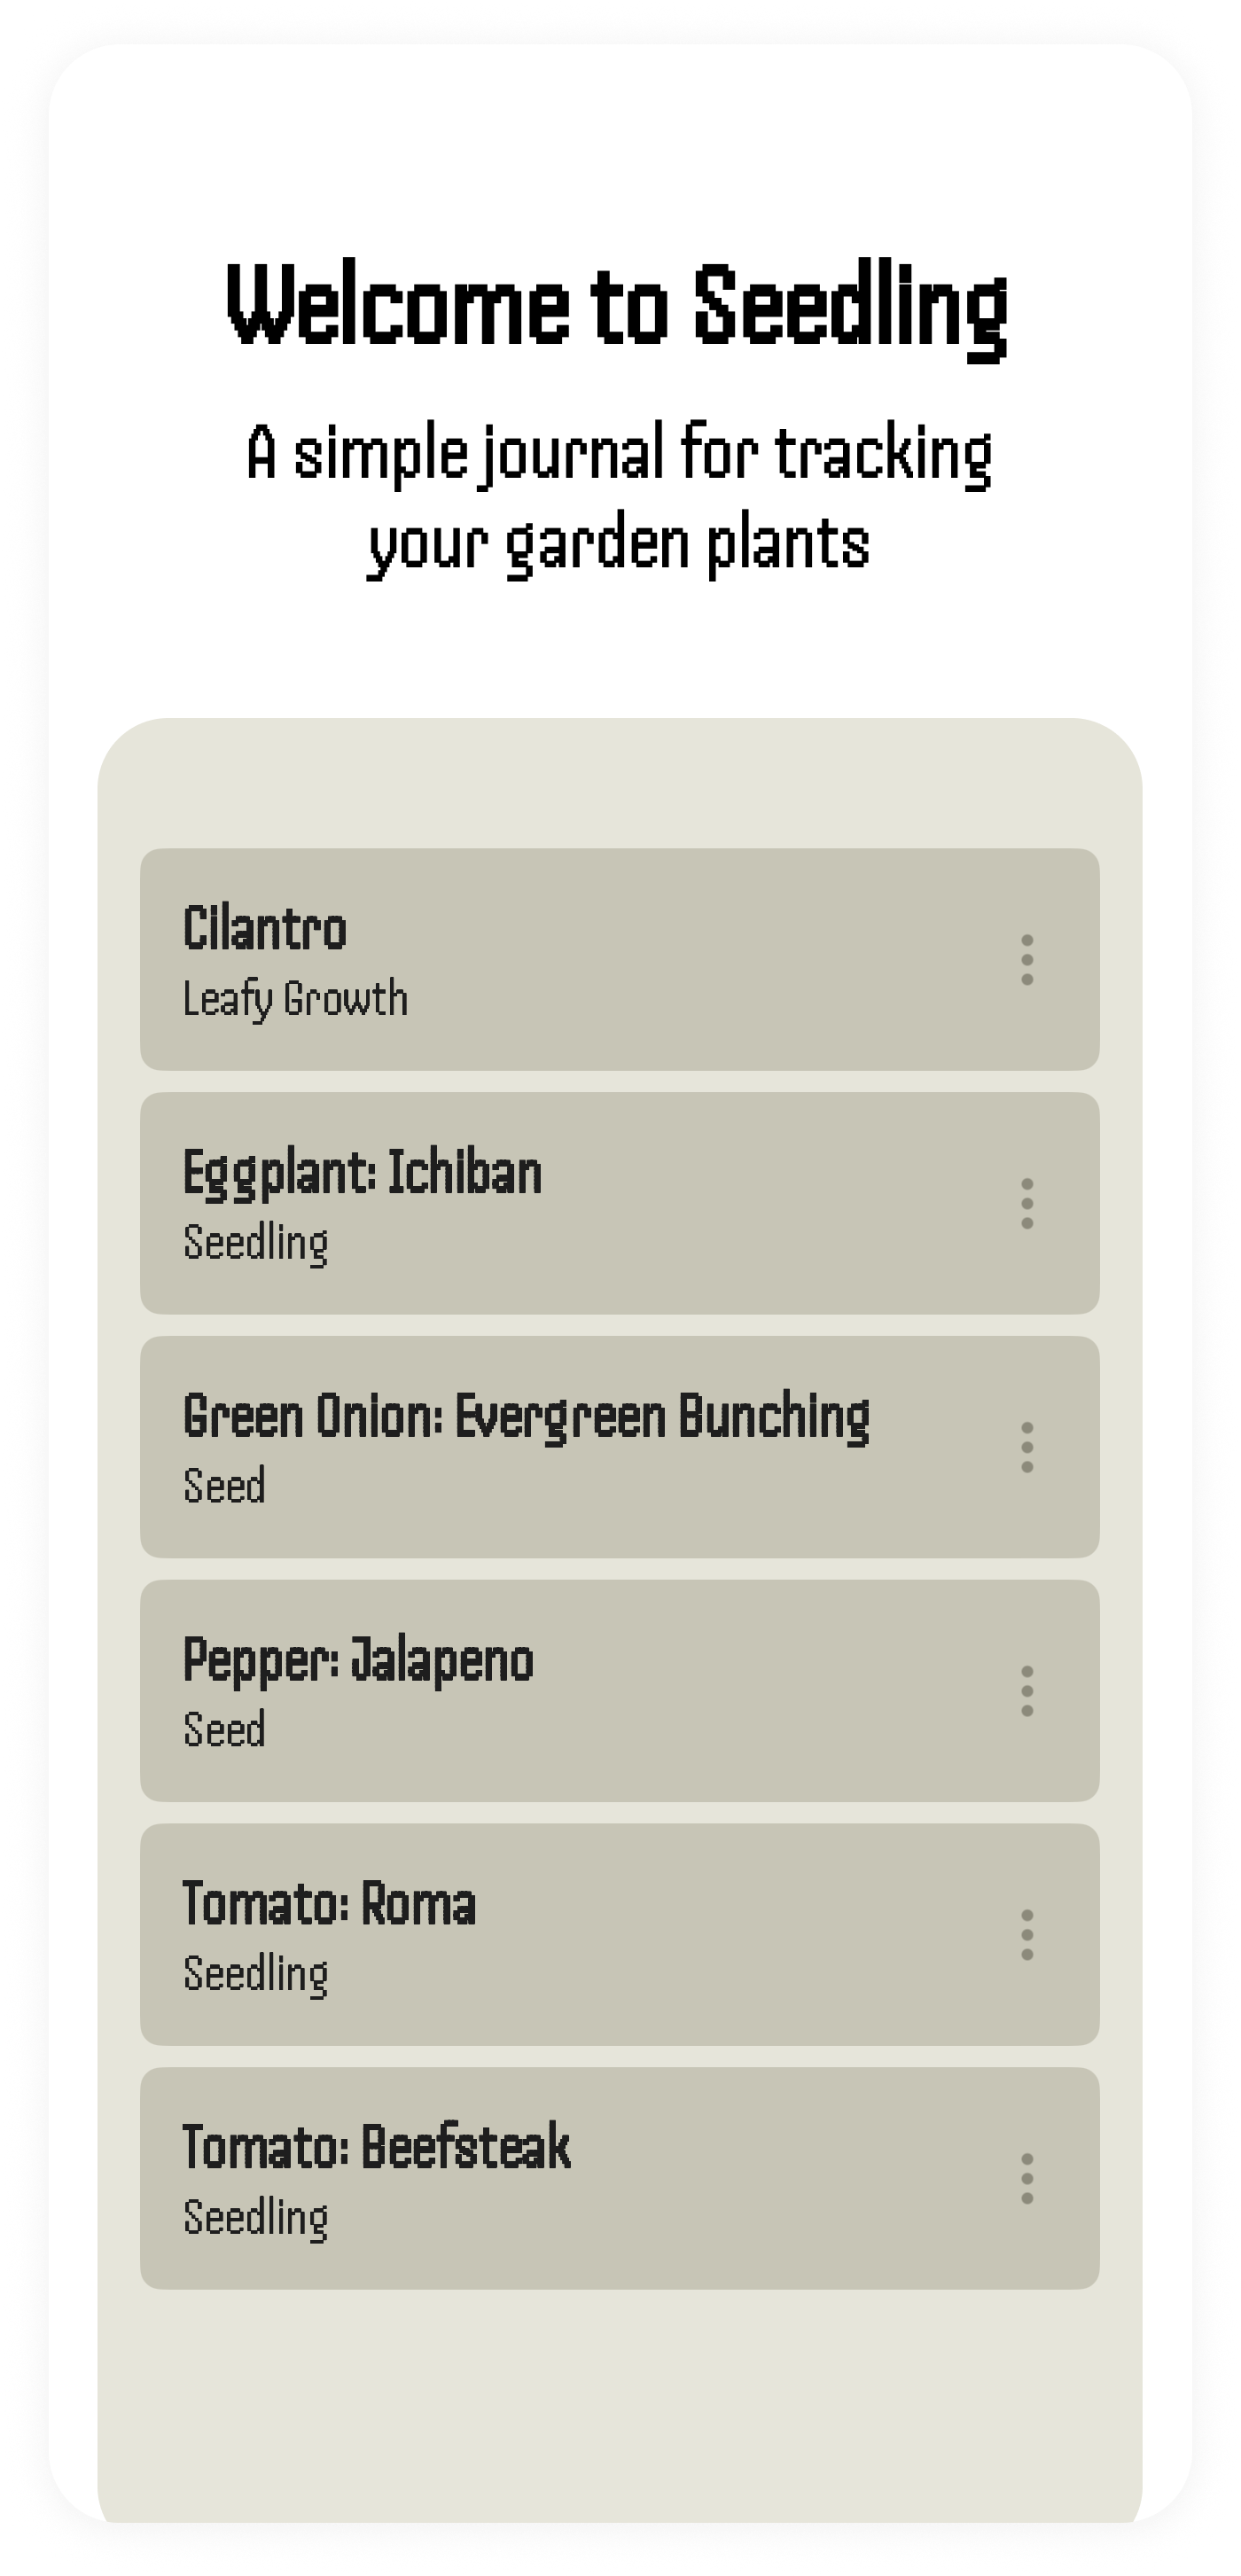 Welcome to Seedling
A simple journal for tracking
your garden plants
Cilantro
Leafy Growth
Eggplant: Ichiban
Seedling
Green Onion: Evergreen Bunching
Seed
Pepper: Jalapeno
Seed
Tomato: Roma
Seedling
Tomato: Beefsteak
Seedling